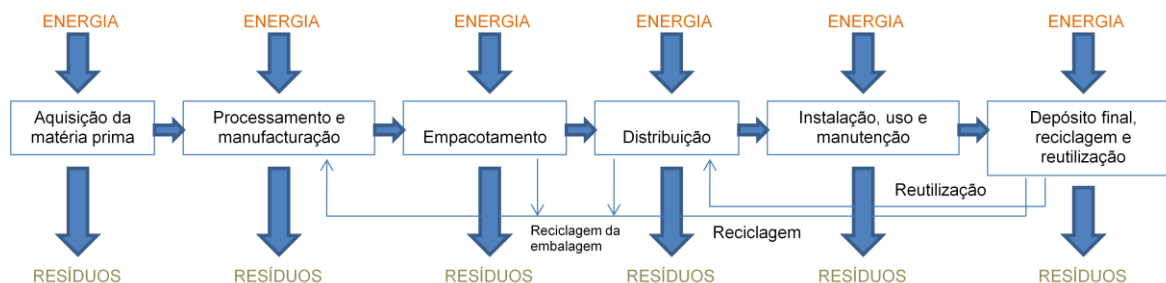 ENERGIA ENERGIA ENERGIA ENERGIA ENERGIA ENERGIA
Aquisição da
matéria prima
Processamento e
manufacturação
Empacotamento
Distribuição
Instalação, uso e
manutenção
Depósito final,
reciclagem e
reutilização
Reutilização
Reciclagem da
embalagem
Reciclagem
RESÍDUOS RESÍDUOS RESÍDUOS RESÍDUOS RESÍDUOS RESÍDUOS